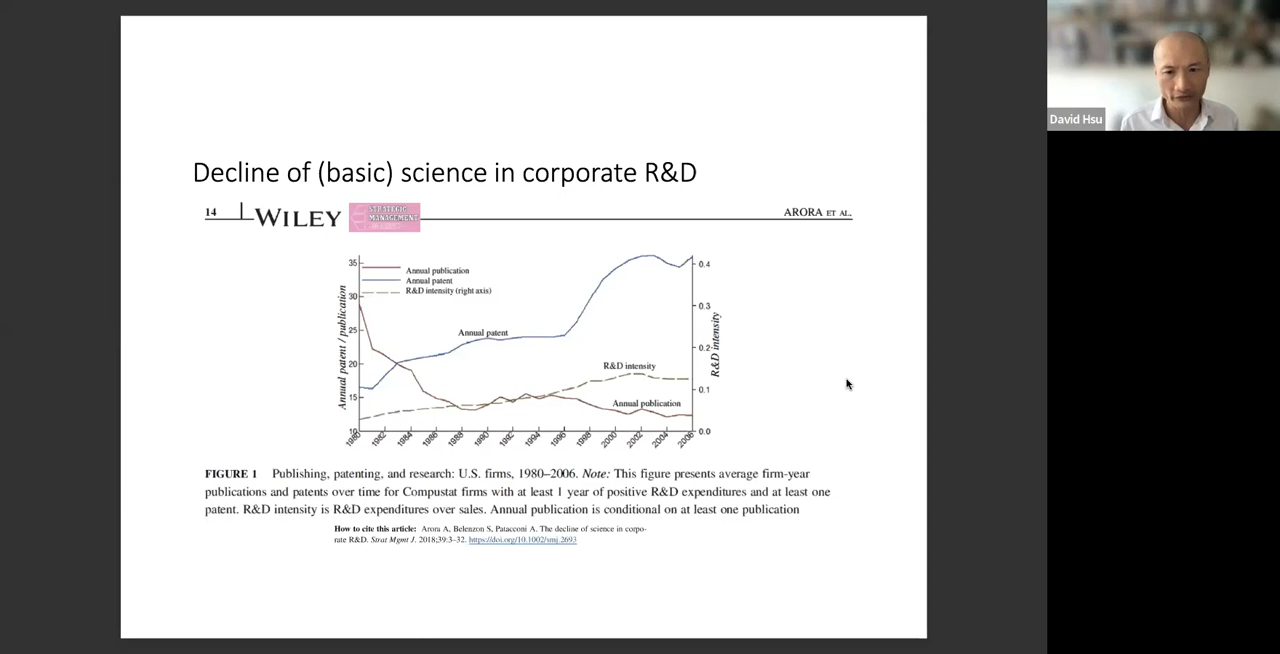 David Hsu
Decline of (basic) science in corporate R&D
14 WILEY STRATEGIC MANAGEMENT ARORA ET AL.
35
30
25
20
15
10
Annual patent / publication
Annual publication
Annual patent
R&D intensity (right axis)
Annual patent
R&D intensity
Annual publication
0.4
0.3
0.2
0.1
0.0
R&D intensity
1980 1982 1984 1986 1988 1990 1992 1994 1996 1998 2000 2002 2004 2006
FIGURE 1 Publishing, patenting, and research: U.S. firms, 1980–2006. Note: This figure presents average firm-year
publications and patents over time for Compustat firms with at least 1 year of positive R&D expenditures and at least one
patent. R&D intensity is R&D expenditures over sales. Annual publication is conditional on at least one publication
How to cite this article: Arora A, Belenzon S, Patacconi A. The decline of science in corpo-
rate R&D. Strat Mgmt J. 2018;39:3–32. https://doi.org/10.1002/smj.2693